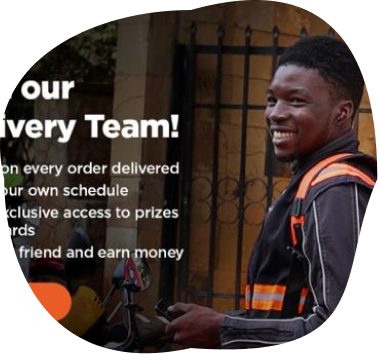 our
ivery Team!
on every order delivered
our own schedule
xclusive access to prizes
ards
friend and earn money